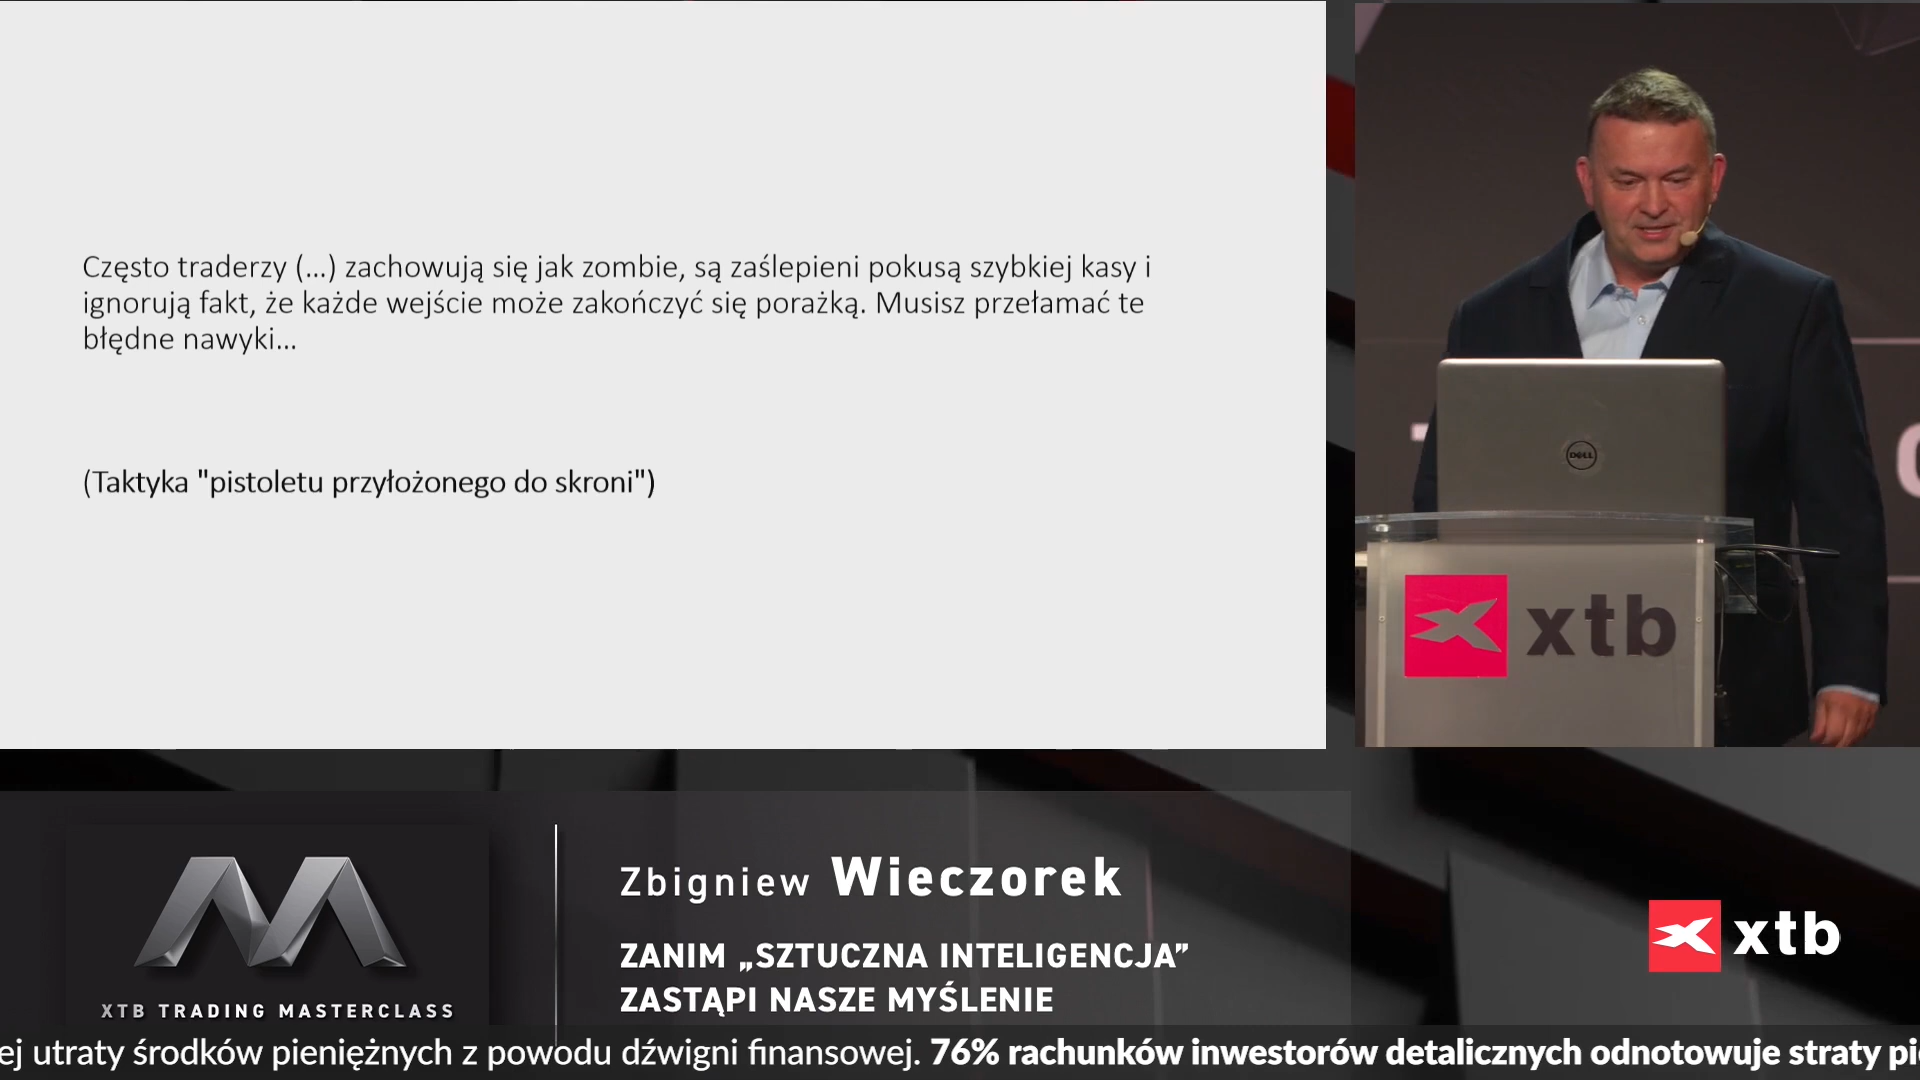 Często traderzy (...) zachowują się jak zombie, są zaślepieni pokusą szybkiej kasy i
ignorują fakt, że każde wejście może zakończyć się porażką. Musisz przełamać te
błędne nawyki...
(Taktyka "pistoletu przyłożonego do skroni")
DELL
xtb
Zbigniew Wieczorek
ZANIM „SZTUCZNA INTELIGENCJA”
ZASTĄPI NASZE MYŚLENIE
XTB TRADING MASTERCLASS
xtb
ej utraty środków pieniężnych z powodu dźwigni finansowej. 76% rachunków inwestorów detalicznych odnotowuje straty pi